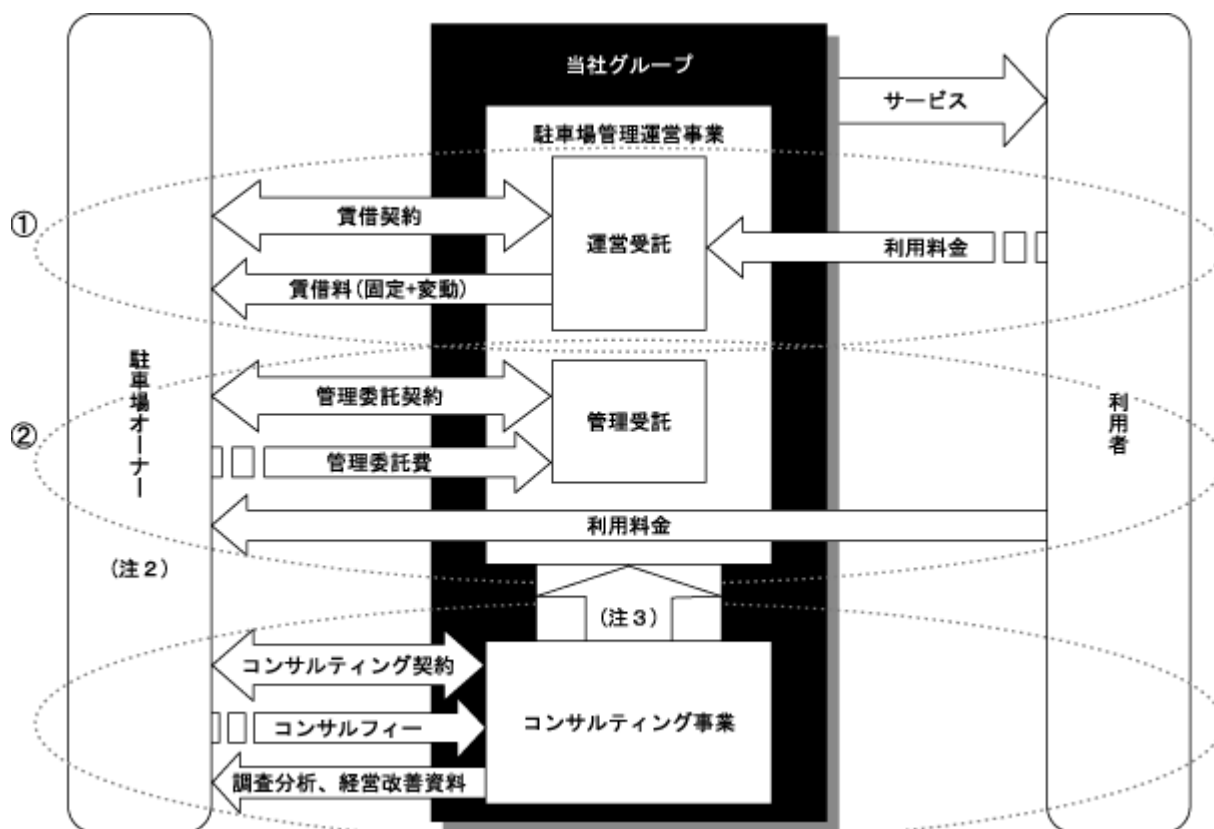 当社グループ
サービス
駐車場管理運営事業
①
賃借契約
運営受託
利用料金
賃借料(固定+変動)
駐車場オーナー
(注２)
利用者
②
管理委託契約
管理受託
管理委託費
利用料金
(注３)
コンサルティング契約
コンサルフィー
コンサルティング事業
調査分析、経営改善資料